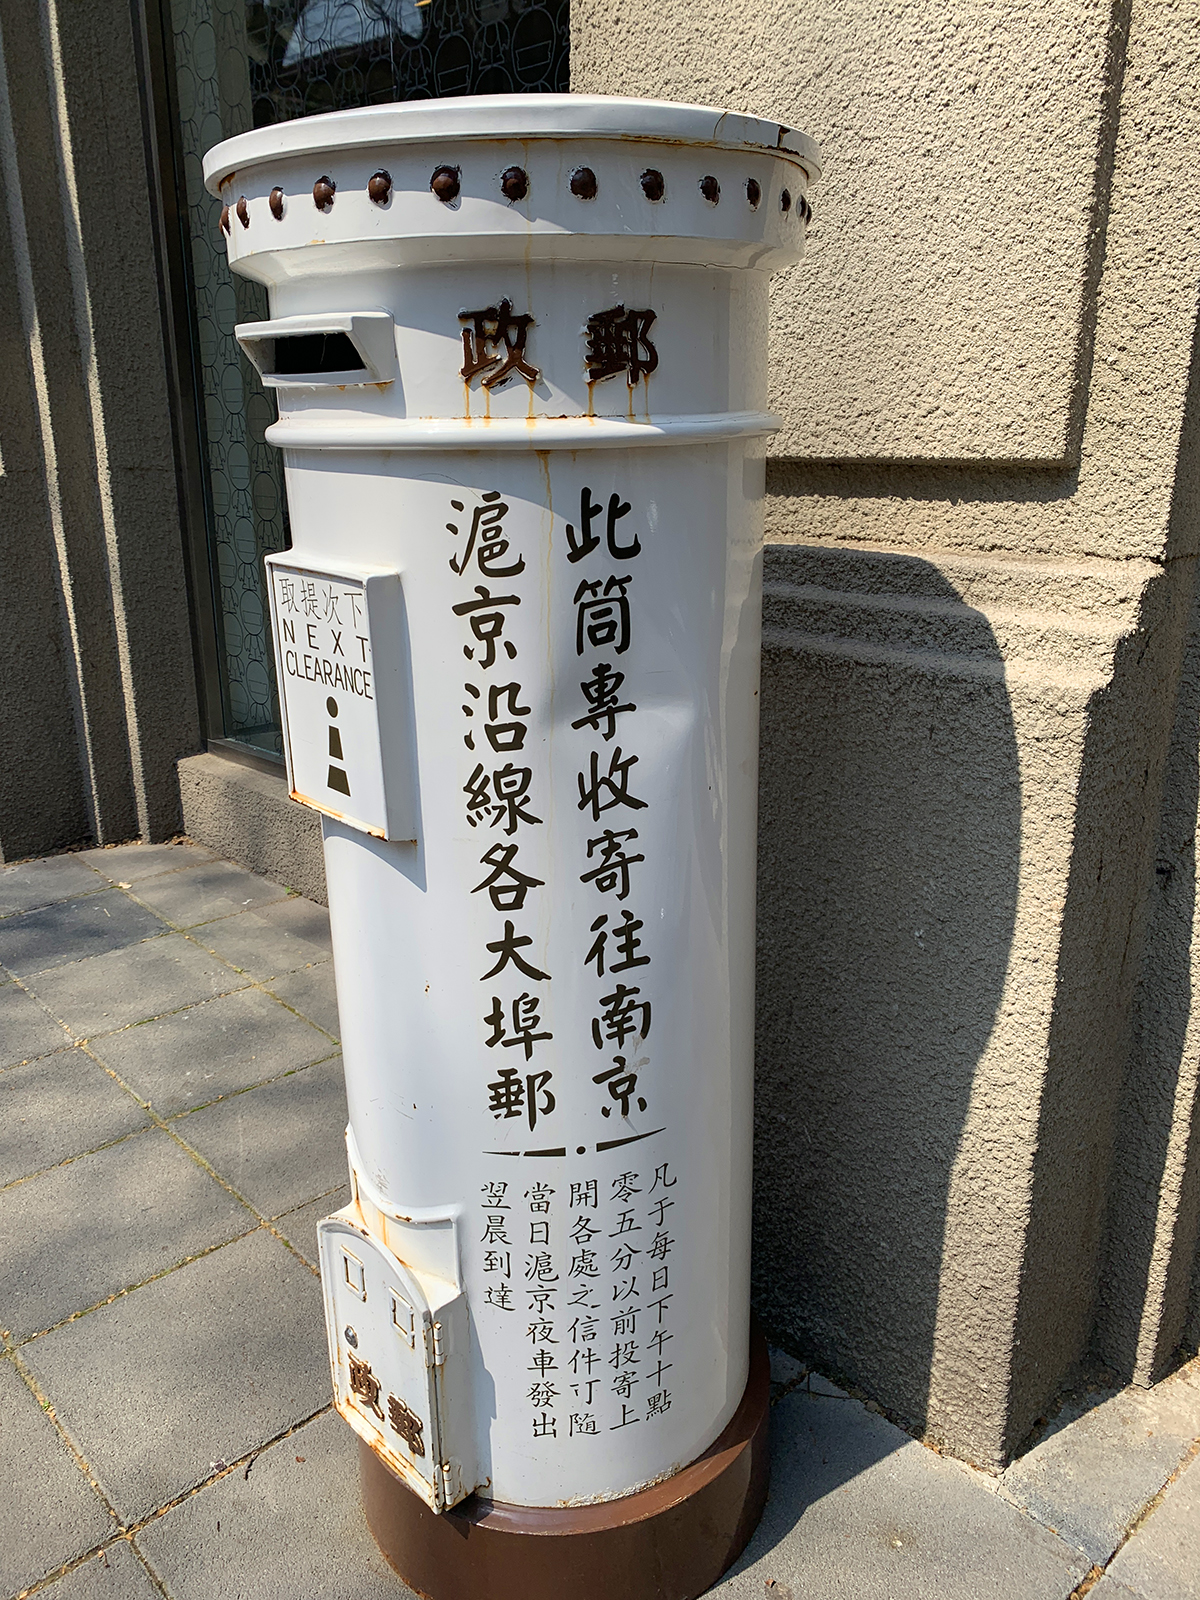 郵政
此筒專收寄往南京
滬京沿線各大埠郵
凡于每日下午十點
零五分以前投寄上
開各處之信件可隨
當日滬京夜車發出
翌晨到達
下次提取
NEXT
CLEARANCE
郵政